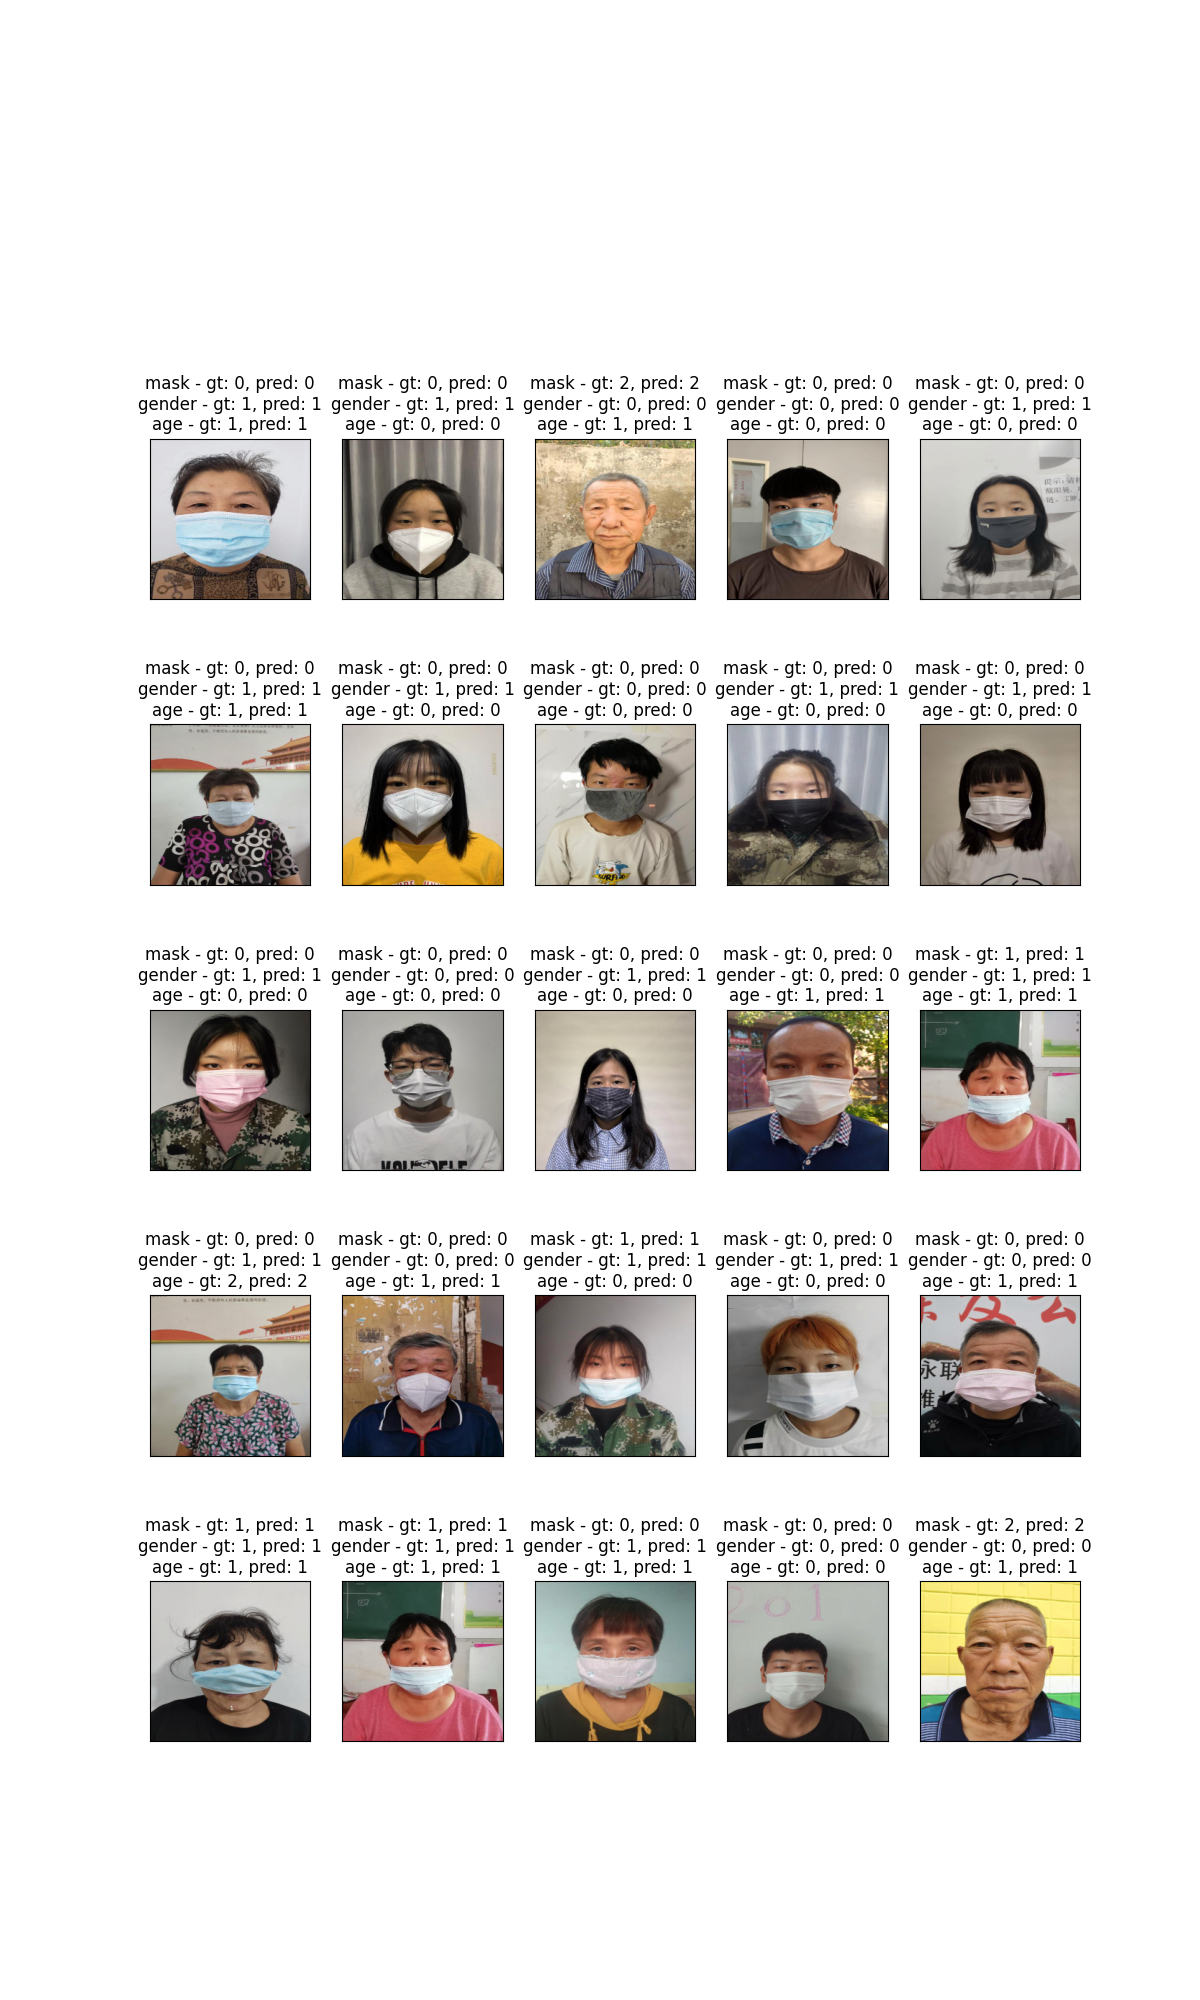 mask - gt: 0, pred: 0
gender - gt: 1, pred: 1
age - gt: 1, pred: 1
mask - gt: 0, pred: 0
gender - gt: 1, pred: 1
age - gt: 0, pred: 0
mask - gt: 2, pred: 2
gender - gt: 0, pred: 0
age - gt: 1, pred: 1
mask - gt: 0, pred: 0
gender - gt: 0, pred: 0
age - gt: 0, pred: 0
mask - gt: 0, pred: 0
gender - gt: 1, pred: 1
age - gt: 0, pred: 0
mask - gt: 0, pred: 0
gender - gt: 1, pred: 1
age - gt: 1, pred: 1
mask - gt: 0, pred: 0
gender - gt: 1, pred: 1
age - gt: 0, pred: 0
mask - gt: 0, pred: 0
gender - gt: 0, pred: 0
age - gt: 0, pred: 0
mask - gt: 0, pred: 0
gender - gt: 1, pred: 1
age - gt: 0, pred: 0
mask - gt: 0, pred: 0
gender - gt: 1, pred: 1
age - gt: 0, pred: 0
mask - gt: 0, pred: 0
gender - gt: 1, pred: 1
age - gt: 0, pred: 0
mask - gt: 0, pred: 0
gender - gt: 0, pred: 0
age - gt: 0, pred: 0
mask - gt: 0, pred: 0
gender - gt: 1, pred: 1
age - gt: 0, pred: 0
mask - gt: 0, pred: 0
gender - gt: 0, pred: 0
age - gt: 1, pred: 1
mask - gt: 1, pred: 1
gender - gt: 1, pred: 1
age - gt: 1, pred: 1
mask - gt: 0, pred: 0
gender - gt: 1, pred: 1
age - gt: 2, pred: 2
mask - gt: 0, pred: 0
gender - gt: 0, pred: 0
age - gt: 1, pred: 1
mask - gt: 1, pred: 1
gender - gt: 1, pred: 1
age - gt: 0, pred: 0
mask - gt: 0, pred: 0
gender - gt: 1, pred: 1
age - gt: 0, pred: 0
mask - gt: 0, pred: 0
gender - gt: 0, pred: 0
age - gt: 1, pred: 1
永联
mask - gt: 1, pred: 1
gender - gt: 1, pred: 1
age - gt: 1, pred: 1
mask - gt: 1, pred: 1
gender - gt: 1, pred: 1
age - gt: 1, pred: 1
mask - gt: 0, pred: 0
gender - gt: 1, pred: 1
age - gt: 1, pred: 1
mask - gt: 0, pred: 0
gender - gt: 0, pred: 0
age - gt: 0, pred: 0
201
mask - gt: 2, pred: 2
gender - gt: 0, pred: 0
age - gt: 1, pred: 1